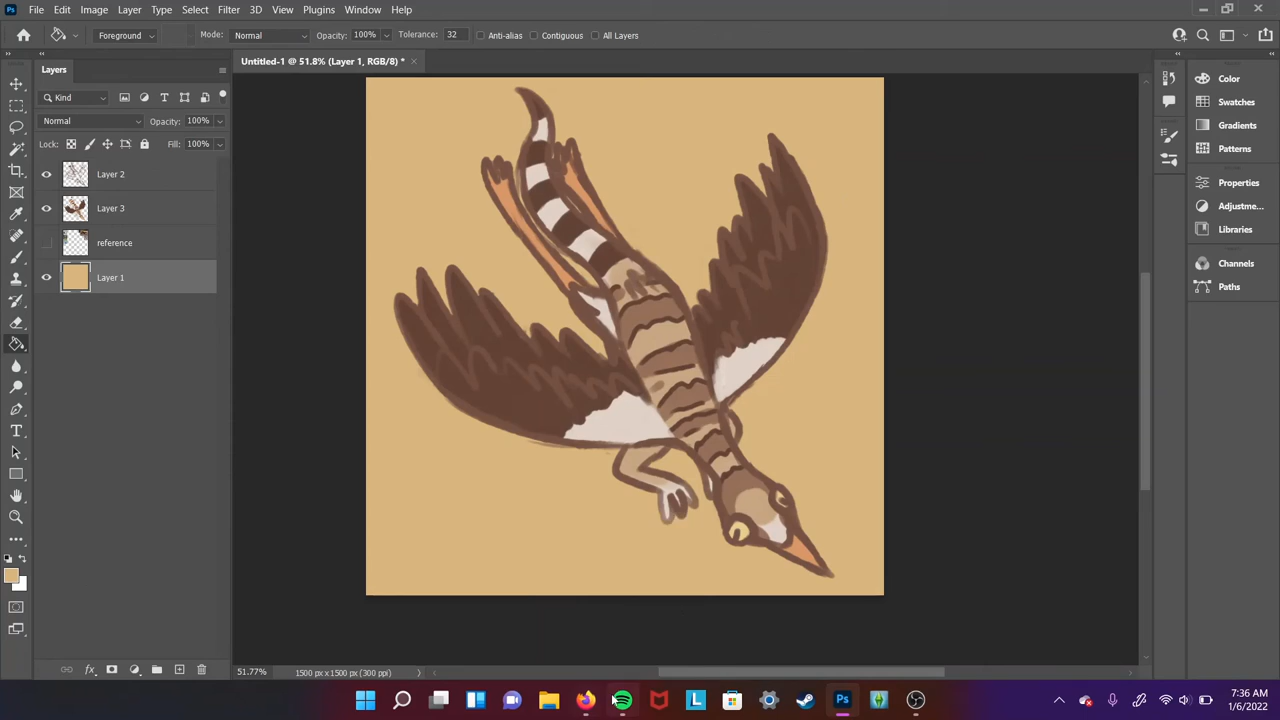 Ps File Edit Image Layer Type Select Filter 3D View Plugins Window Help
Foreground Mode: Normal Opacity: 100% Tolerance: 32 Anti-alias Contiguous All Layers
Untitled-1 @ 51.8% (Layer 1, RGB/8) *
Layers
Kind
Normal Opacity: 100%
Lock: Fill: 100%
Layer 2
Layer 3
reference
Layer 1
Color
Swatches
Gradients
Patterns
Properties
Adjustme...
Libraries
Channels
Paths
51.77% 1500 px x 1500 px (300 ppi)
L Ps
7:36 AM
1/6/2022